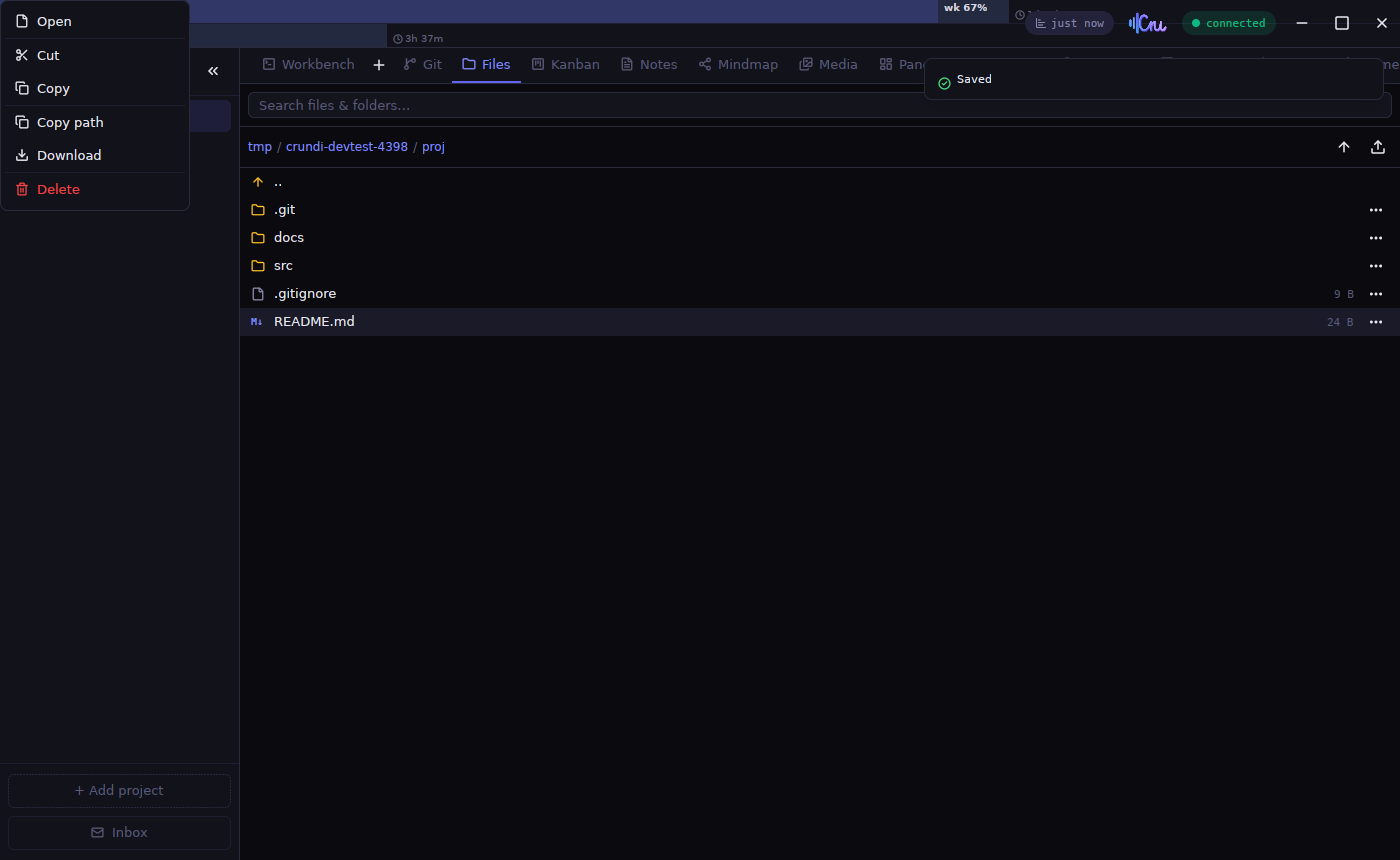 wk 67%
3h 37m
just now
Cru
connected
Open
Cut
Copy
Copy path
Download
Delete
Workbench
Git
Files
Kanban
Notes
Mindmap
Media
Saved
Search files & folders...
tmp / crundi-devtest-4398 / proj
..
.git
docs
src
.gitignore 9 B
M↓ README.md 24 B
+ Add project
Inbox